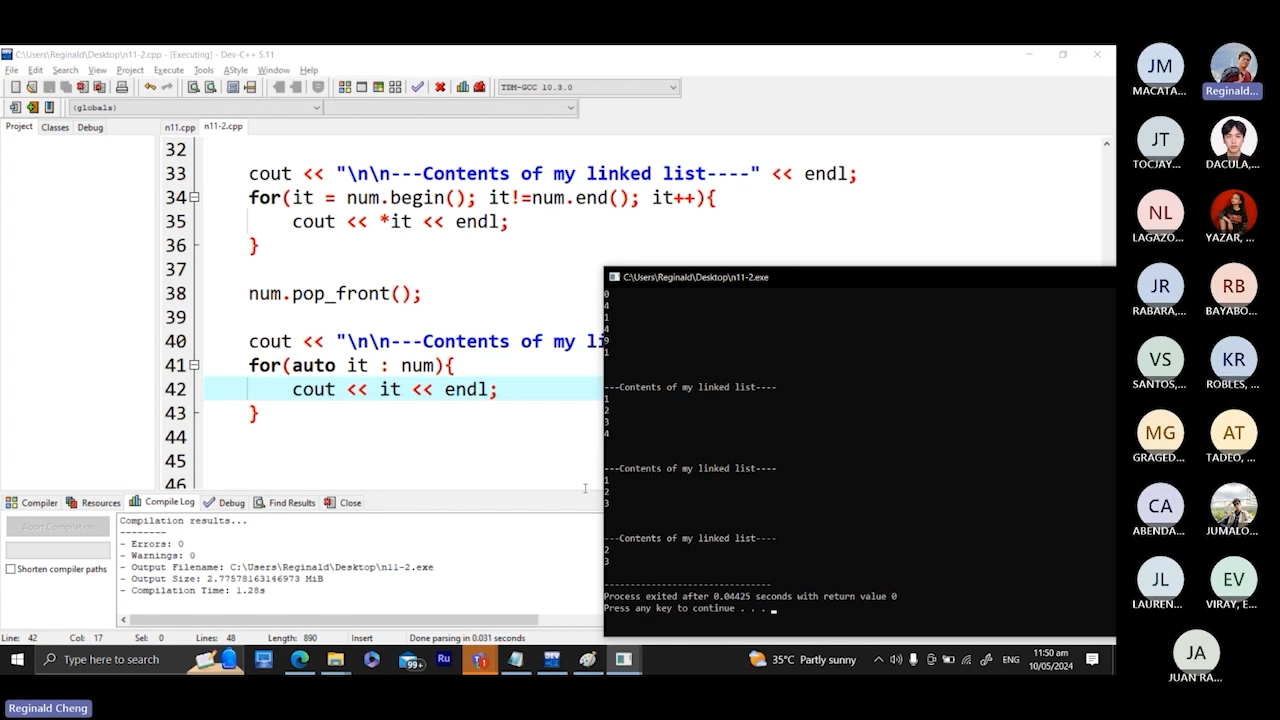 C:\Users\Reginald\Desktop\n11-2.cpp - [Executing] - Dev-C++ 5.11
File Edit Search View Project Execute Tools AStyle Window Help
TDM-GCC 10.3.0
(globals)
Project Classes Debug
n11.cpp n11-2.cpp
32
33 cout << "\n\n---Contents of my linked list----" << endl;
34 for(it = num.begin(); it!=num.end(); it++){
35 cout << *it << endl;
36 }
37
38 num.pop_front();
39
40 cout << "\n\n---Contents of my li
41 for(auto it : num){
42 cout << it << endl;
43 }
44
45
46
C:\Users\Reginald\Desktop\n11-2.exe
0
4
1
4
9
1
---Contents of my linked list----
1
2
3
4
---Contents of my linked list----
1
2
3
---Contents of my linked list----
2
3
--------------------------------
Process exited after 0.04425 seconds with return value 0
Press any key to continue . . .
Compiler Resources Compile Log Debug Find Results Close
Abort Compilation
Shorten compiler paths
Compilation results...
--------
- Errors: 0
- Warnings: 0
- Output Filename: C:\Users\Reginald\Desktop\n11-2.exe
- Output Size: 2.77578163146973 MiB
- Compilation Time: 1.28s
Line: 42 Col: 17 Sel: 0 Lines: 48 Length: 890 Insert Done parsing in 0.031 seconds
Type here to search
99+
Ru
DEV
35°C Partly sunny
ENG
11:50 am
10/05/2024
Reginald Cheng
JM
MACATA...
Reginald...
JT
TOCJAY...
DACULA,...
NL
LAGAZO...
YAZAR, ...
JR
RABARA,...
RB
BAYABO...
VS
SANTOS,...
KR
ROBLES, ...
MG
GRAGED...
AT
TADEO, ...
CA
ABENDA...
JUMALO...
JL
LAUREN...
EV
VIRAY, E...
JA
JUAN RA...